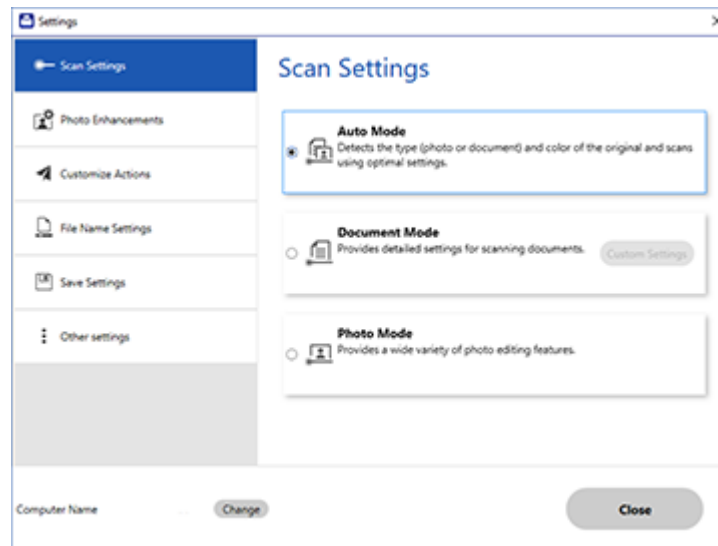 Settings
Scan Settings
Photo Enhancements
Customize Actions
File Name Settings
Save Settings
Other settings
Scan Settings
Auto Mode
Detects the type (photo or document) and color of the original and scans
using optimal settings.
Document Mode
Provides detailed settings for scanning documents.
Custom Settings
Photo Mode
Provides a wide variety of photo editing features.
Computer Name
Change
Close